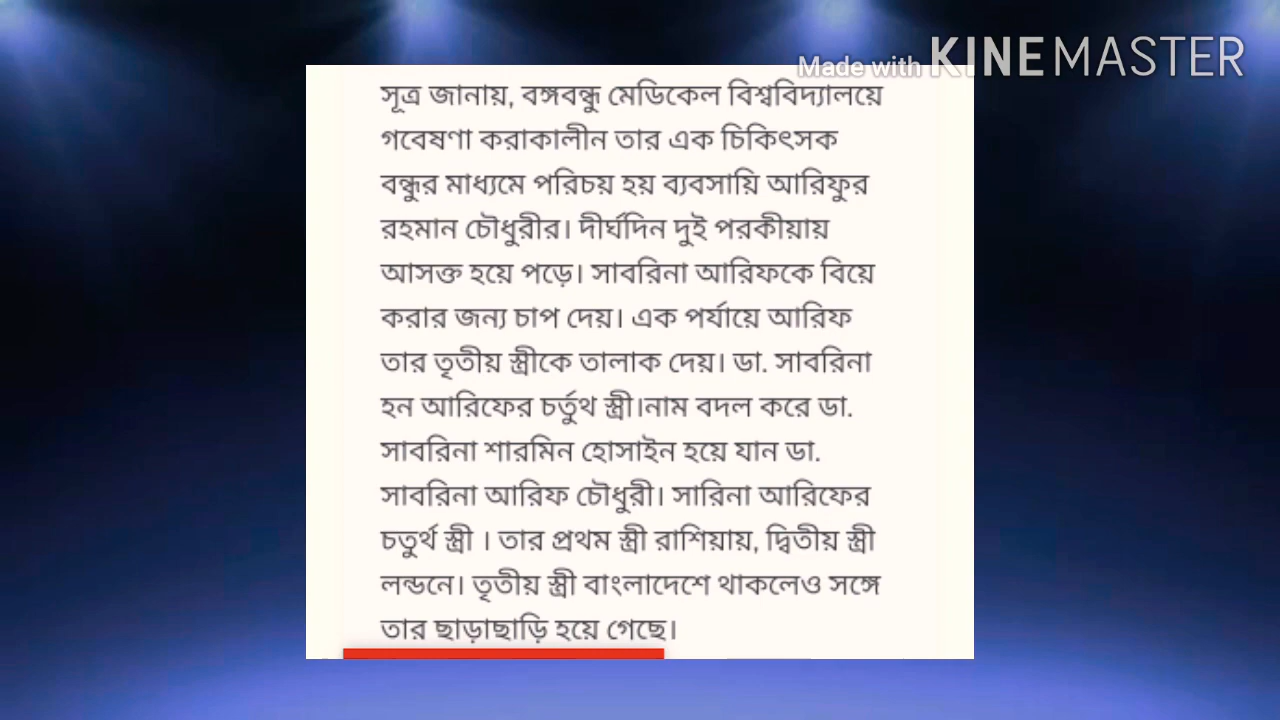 Made with KINEMASTER
সূত্র জানায়, বঙ্গবন্ধু মেডিকেল বিশ্ববিদ্যালয়ে
গবেষণা করাকালীন তার এক চিকিৎসক
বন্ধুর মাধ্যমে পরিচয় হয় ব্যবসায়ি আরিফুর
রহমান চৌধুরীর। দীর্ঘদিন দুই পরকীয়ায়
আসক্ত হয়ে পড়ে। সাবরিনা আরিফকে বিয়ে
করার জন্য চাপ দেয়। এক পর্যায়ে আরিফ
তার তৃতীয় স্ত্রীকে তালাক দেয়। ডা. সাবরিনা
হন আরিফের চর্তুথ স্ত্রী।নাম বদল করে ডা.
সাবরিনা শারমিন হোসাইন হয়ে যান ডা.
সাবরিনা আরিফ চৌধুরী। সারিনা আরিফের
চতুর্থ স্ত্রী । তার প্রথম স্ত্রী রাশিয়ায়, দ্বিতীয় স্ত্রী
লন্ডনে। তৃতীয় স্ত্রী বাংলাদেশে থাকলেও সঙ্গে
তার ছাড়াছাড়ি হয়ে গেছে।